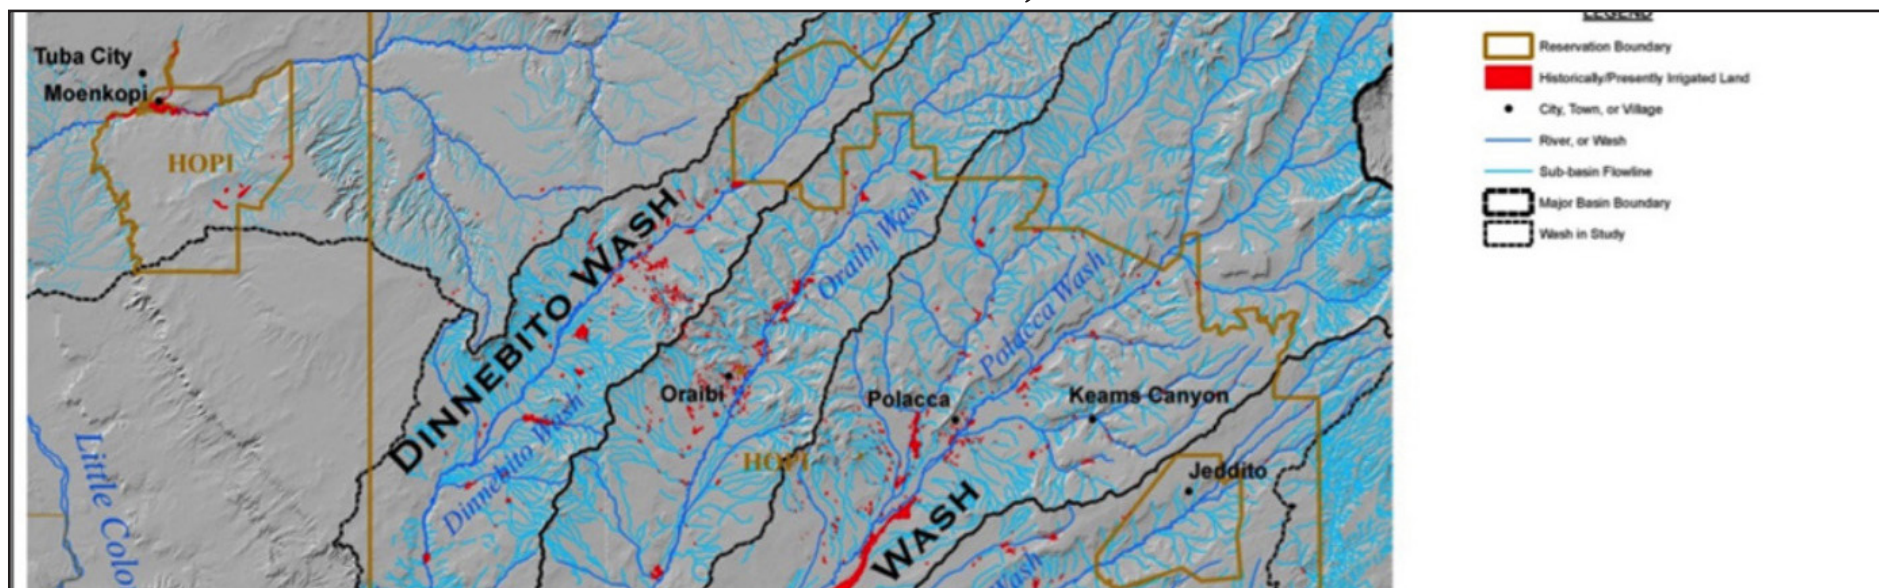 Tuba City
Moenkopi
HOPI
DINNEBITO WASH
Oraibi Wash
Polacca Wash
Oraibi
Polacca
Keams Canyon
HOPI
Jeddito
Dinnebito Wash
Little Colo
WASH
Wash
LEGEND
Reservation Boundary
Historically/Presently Irrigated Land
City, Town, or Village
River, or Wash
Sub-basin Flowline
Major Basin Boundary
Wash in Study